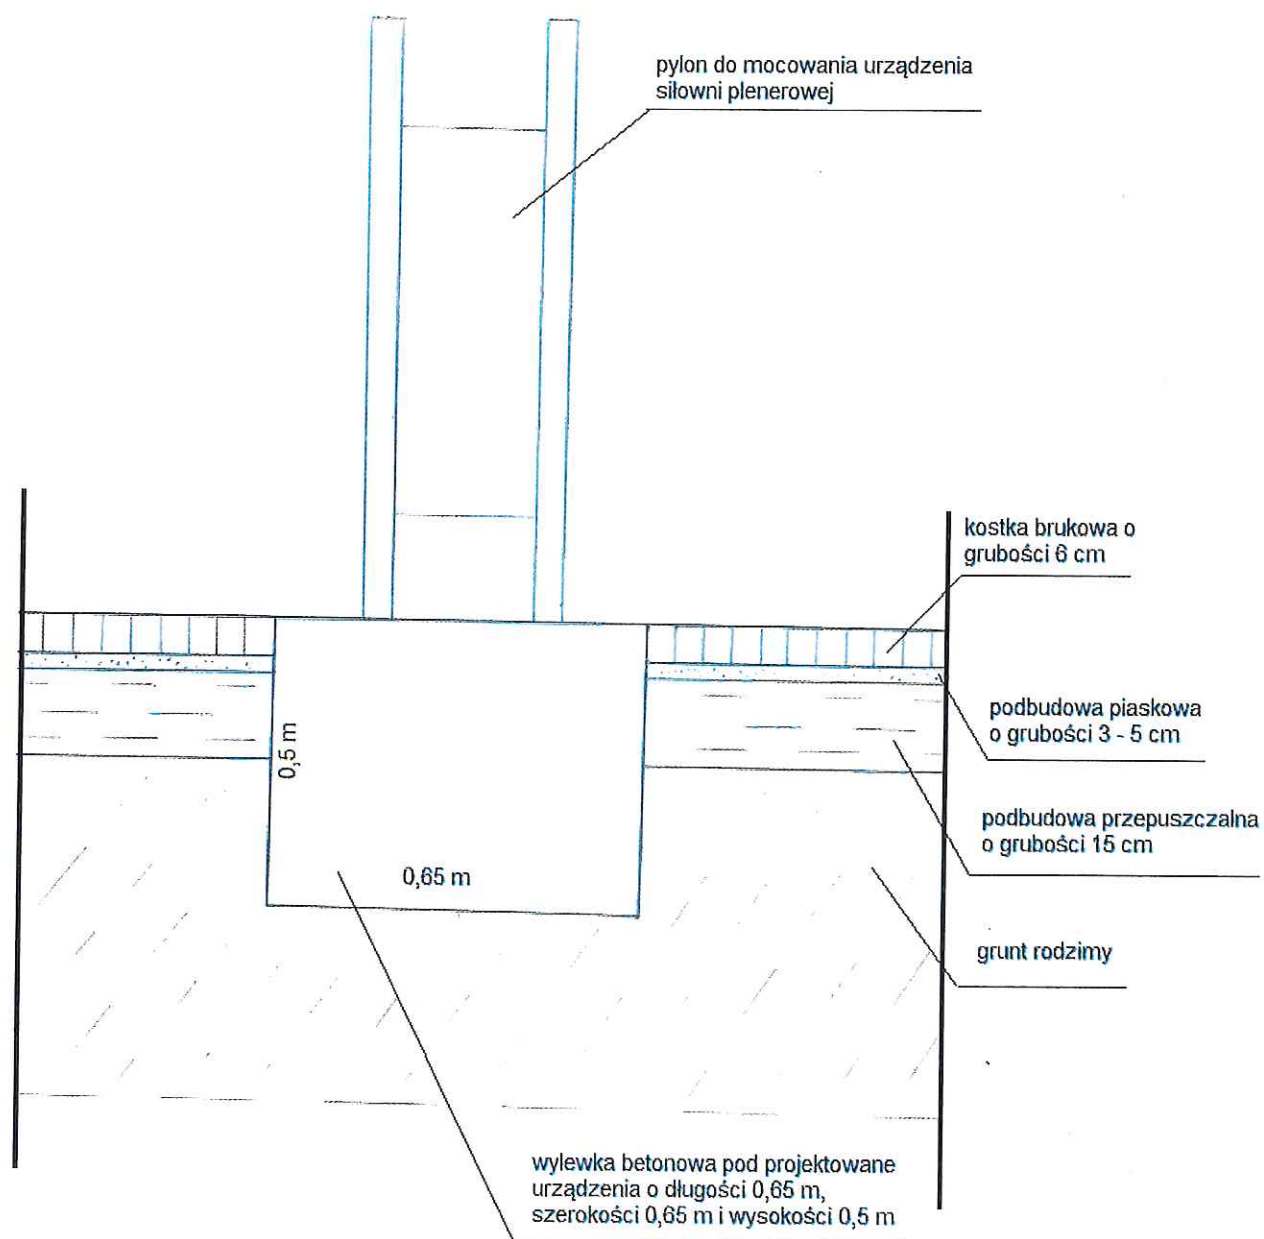 pylon do mocowania urządzenia
siłowni plenerowej
kostka brukowa o
grubości 6 cm
podbudowa piaskowa
o grubości 3 - 5 cm
0,5 m
podbudowa przepuszczalna
o grubości 15 cm
0,65 m
grunt rodzimy
wylewka betonowa pod projektowane
urządzenia o długości 0,65 m,
szerokości 0,65 m i wysokości 0,5 m